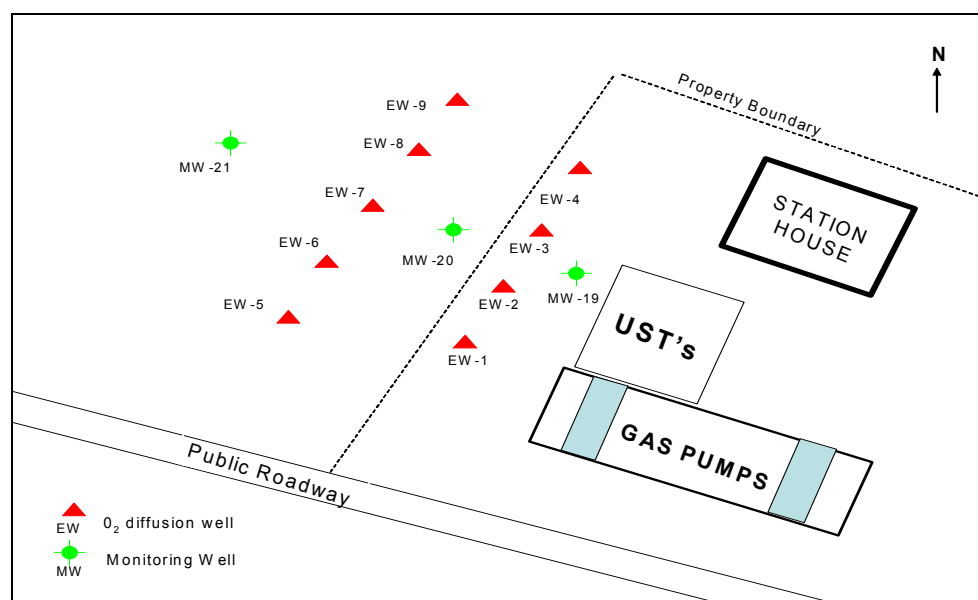 N
Property Boundary
EW-9
EW-8
MW-21
EW-4
EW-7
STATION
HOUSE
EW-6
MW-20
EW-3
EW-5
EW-2
MW-19
UST's
EW-1
GAS PUMPS
Public Roadway
EW
0₂ diffusion well
MW
Monitoring Well